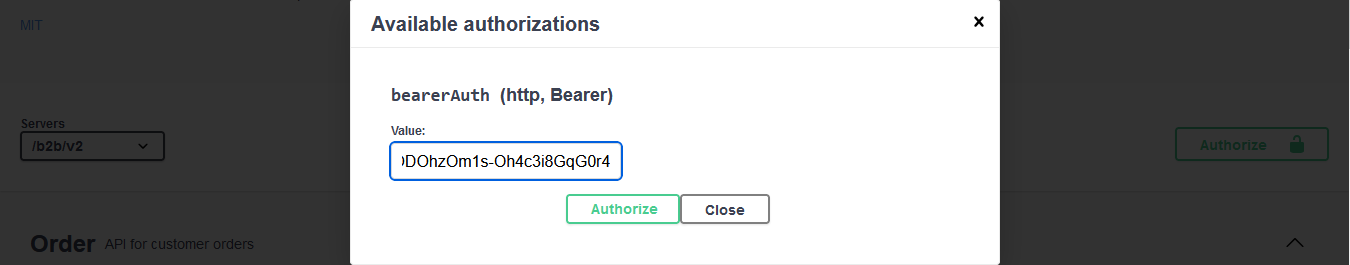 Available authorizations
MIT
bearerAuth (http, Bearer)
Servers
Value:
/b2b/v2
DOhzOm1s-Oh4c3i8GqG0r4
Authorize
Authorize
Close
Order API for customer orders